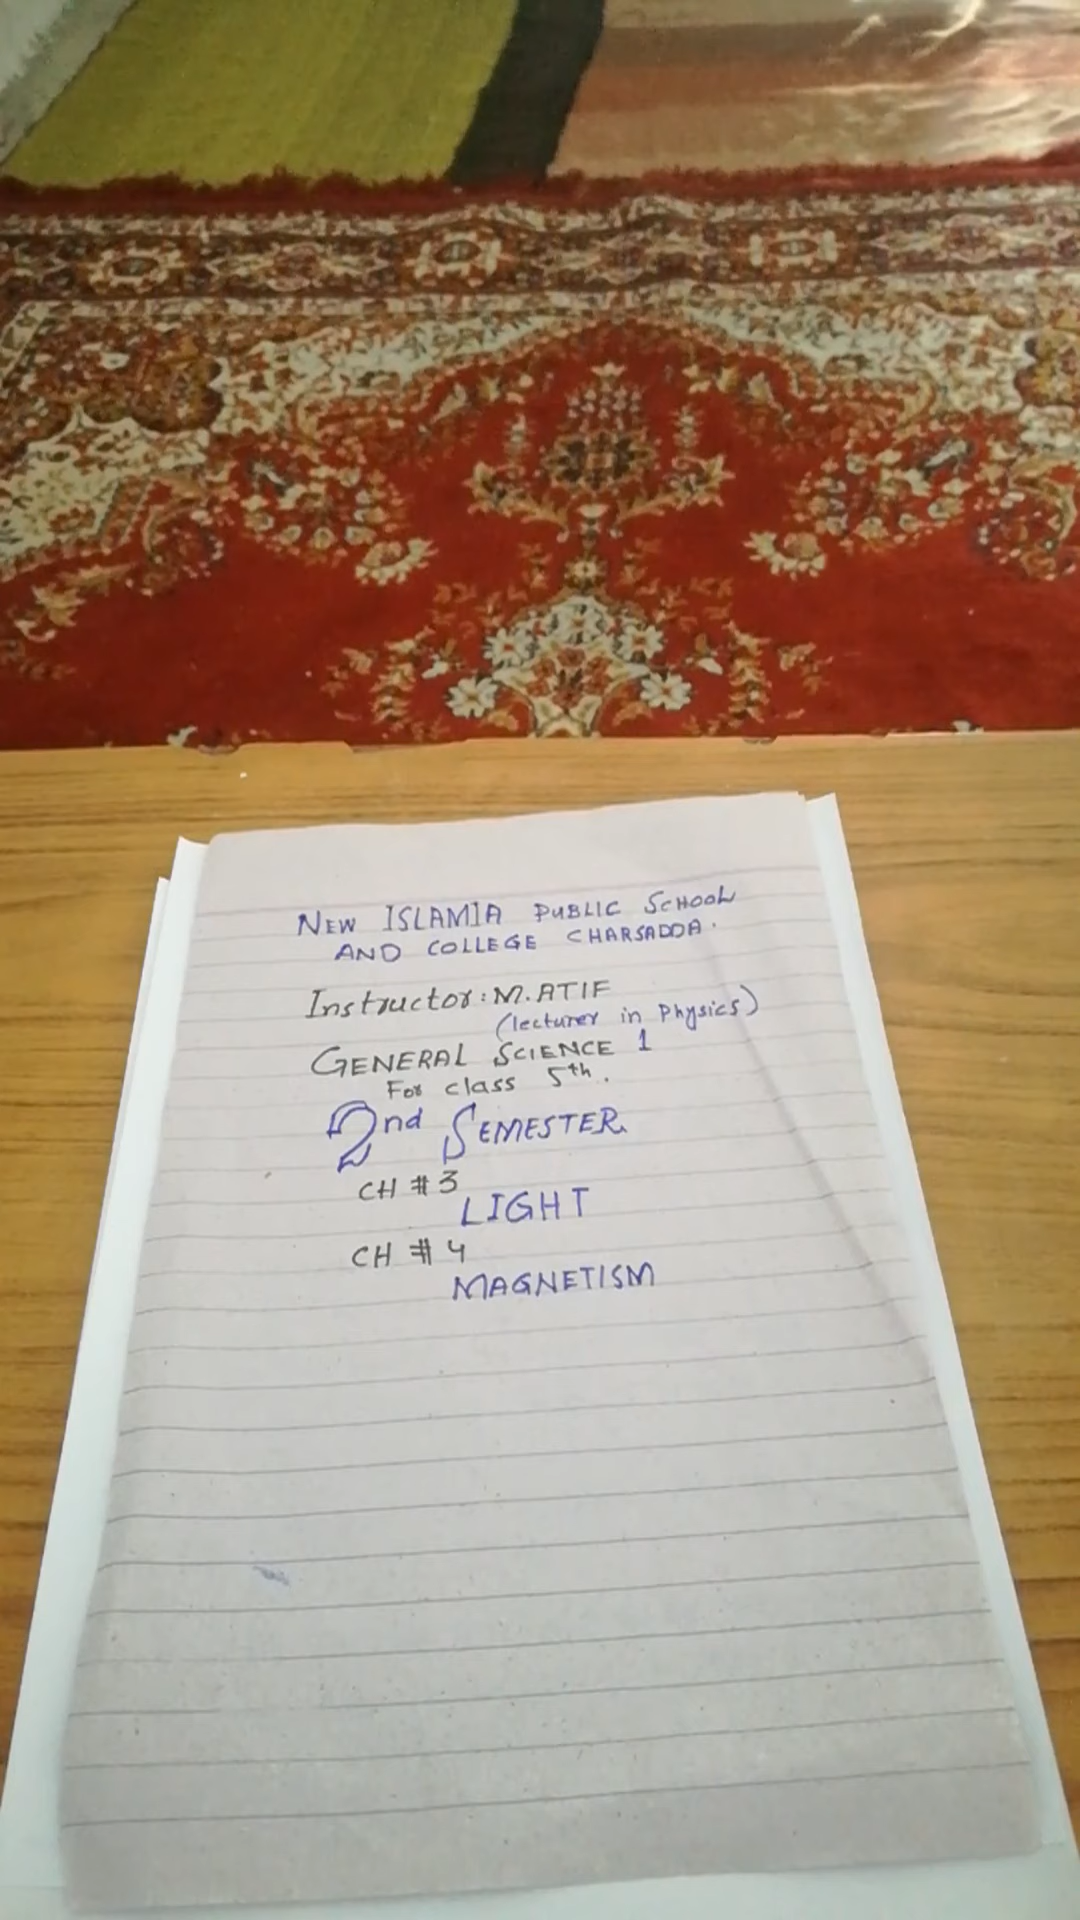 NEW ISLAMIA PUBLIC SCHOOL
AND COLLEGE CHARSADDA.
Instructor: M. ATIF
(lecturer in Physics)
GENERAL SCIENCE 1
For class 5th.
2nd SEMESTER
CH # 3
LIGHT
CH # 4
MAGNETISM